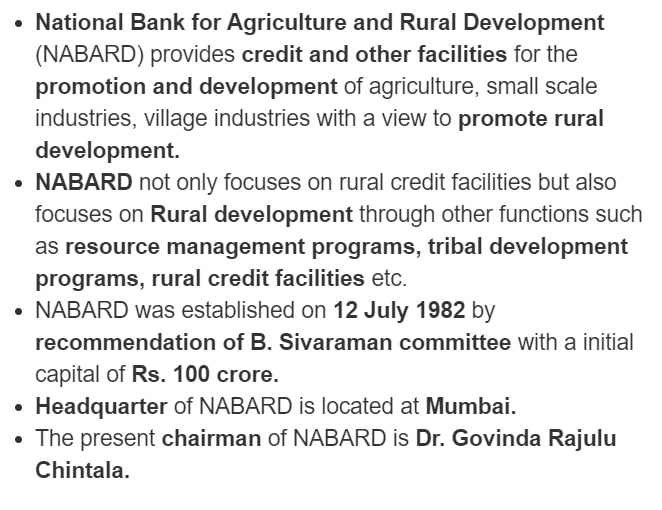 • National Bank for Agriculture and Rural Development
(NABARD) provides credit and other facilities for the
promotion and development of agriculture, small scale
industries, village industries with a view to promote rural
development.
• NABARD not only focuses on rural credit facilities but also
focuses on Rural development through other functions such
as resource management programs, tribal development
programs, rural credit facilities etc.
• NABARD was established on 12 July 1982 by
recommendation of B. Sivaraman committee with a initial
capital of Rs. 100 crore.
• Headquarter of NABARD is located at Mumbai.
• The present chairman of NABARD is Dr. Govinda Rajulu
Chintala.